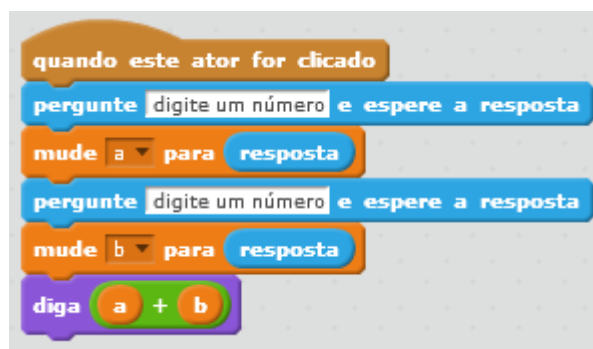 quando este ator for clicado
pergunte digite um número e espere a resposta
mude a para resposta
pergunte digite um número e espere a resposta
mude b para resposta
diga a + b